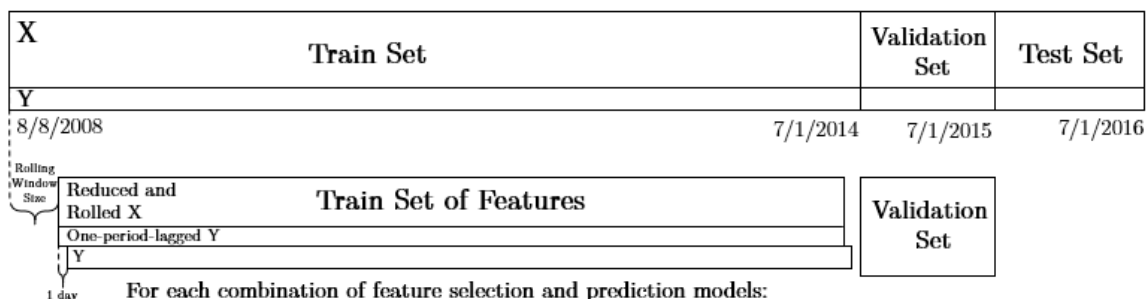 X
Train Set
Validation
Set
Test Set
Y
8/8/2008
7/1/2014
7/1/2015
7/1/2016
Rolling
Window
Size
Reduced and
Rolled X
Train Set of Features
One-period-lagged Y
Y
Validation
Set
1 day
For each combination of feature selection and prediction models: